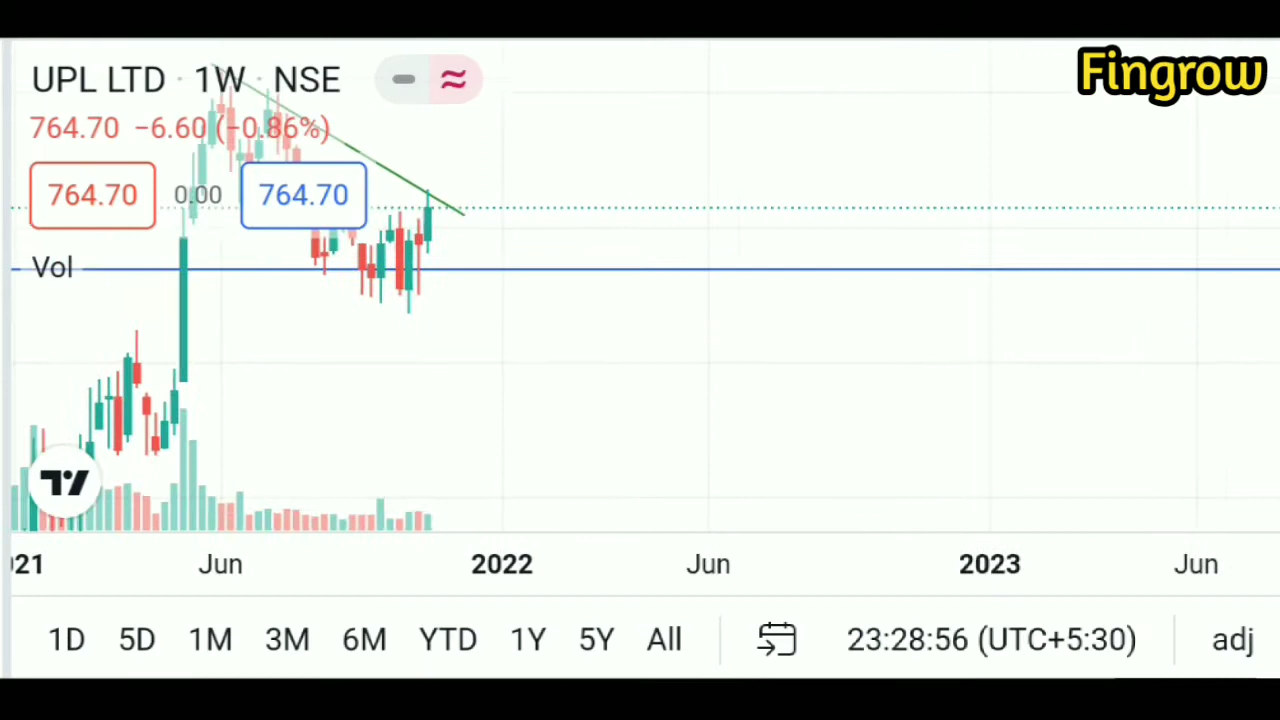 Fingrow
UPL LTD · 1W · NSE
764.70 −6.60 (−0.86%)
764.70 0.00 764.70
Vol
021 Jun 2022 Jun 2023 Jun
1D 5D 1M 3M 6M YTD 1Y 5Y All 23:28:56 (UTC+5:30) adj